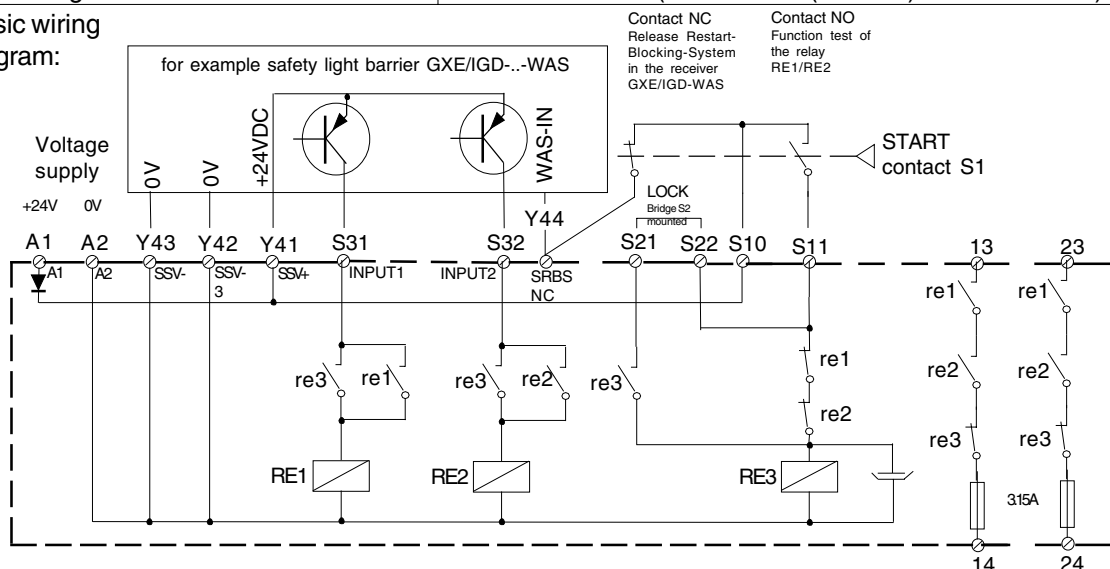 sic wiring
gram:
for example safety light barrier GXE/IGD-..-WAS
Contact NC
Release Restart-
Blocking-System
in the receiver
GXE/IGD-WAS
Contact NO
Function test of
the relay
RE1/RE2
Voltage
supply
+24V 0V
0V
0V
+24VDC
WAS-IN
START
contact S1
LOCK
Bridge S2
mounted
Y44
A1 A2 Y43 Y42 Y41 S31 S32 S21 S22 S10 S11 13 23
A1 A2 SSV- SSV- SSV+ INPUT1 INPUT2 SRBS
3 NC
re1 re1
re3 re1 re3 re2 re3 re1
re2 re2
re2
re3 re3
RE1 RE2 RE3
3.15A
14 24